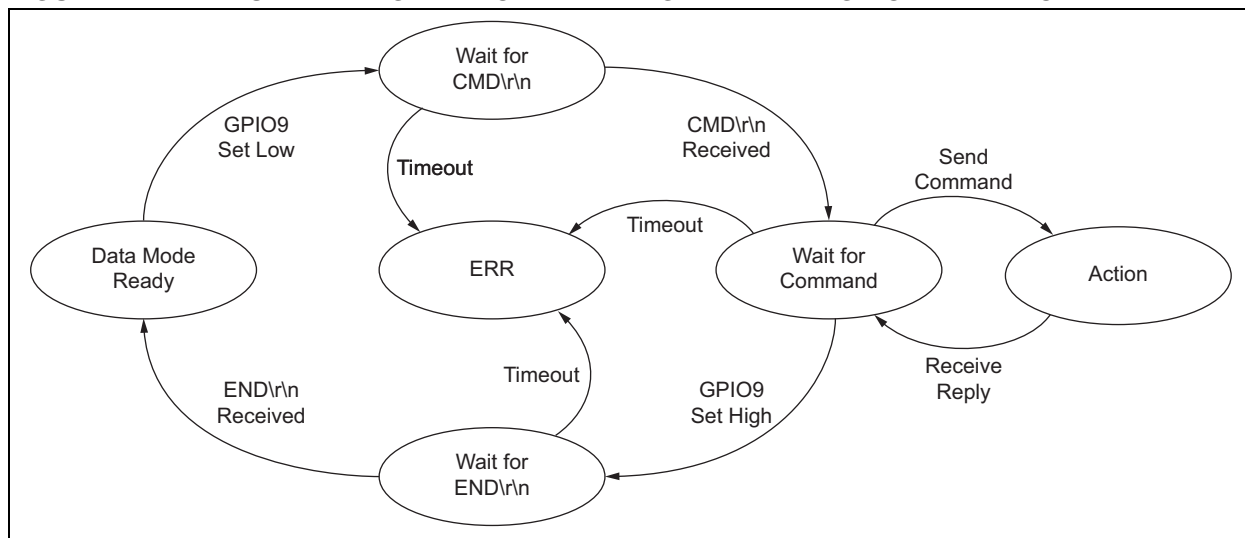 Wait for
CMD\r\n
GPIO9
Set Low
CMD\r\n
Received
Timeout
Send
Command
Timeout
Data Mode
Ready
ERR
Wait for
Command
Action
Timeout
END\r\n
Received
GPIO9
Set High
Receive
Reply
Wait for
END\r\n